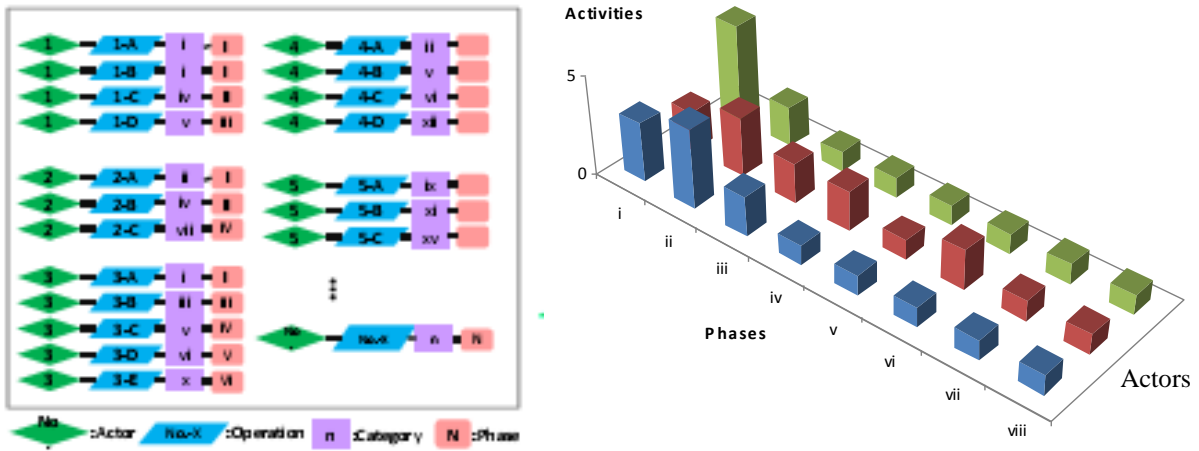 1 1-A i I
1 1-B i I
1 1-C iv II
1 1-D v III
2 2-A ii I
2 2-B iv II
2 2-C vii IV
3 3-A i I
3 3-B iii III
3 3-C v IV
3 3-D vi V
3 3-E x VI
4 4-A ii
4 4-B v
4 4-C vi
4 4-D xii
5 5-A ix
5 5-B xi
5 5-C xv
No No.-X n N
No :Actor No.-X :Operation n :Category N :Phase
Activities
5
0
i
ii
iii
iv
v
vi
vii
viii
Phases
Actors